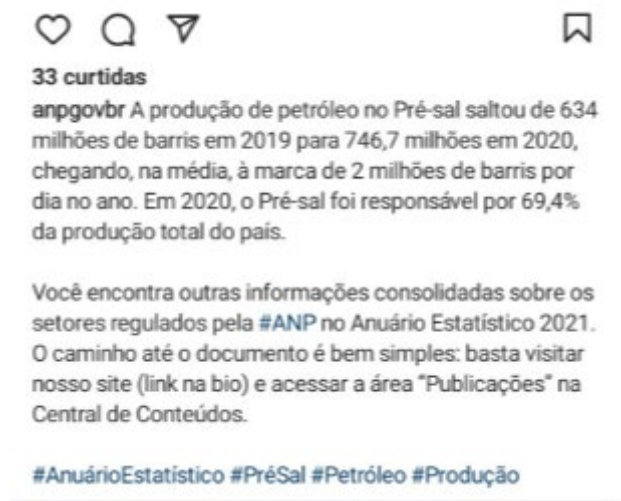 33 curtidas
anpgovbr A produção de petróleo no Pré-sal saltou de 634
milhões de barris em 2019 para 746,7 milhões em 2020,
chegando, na média, à marca de 2 milhões de barris por
dia no ano. Em 2020, o Pré-sal foi responsável por 69,4%
da produção total do país.
Você encontra outras informações consolidadas sobre os
setores regulados pela #ANP no Anuário Estatístico 2021.
O caminho até o documento é bem simples: basta visitar
nosso site (link na bio) e acessar a área “Publicações” na
Central de Conteúdos.
#AnuárioEstatístico #PréSal #Petróleo #Produção